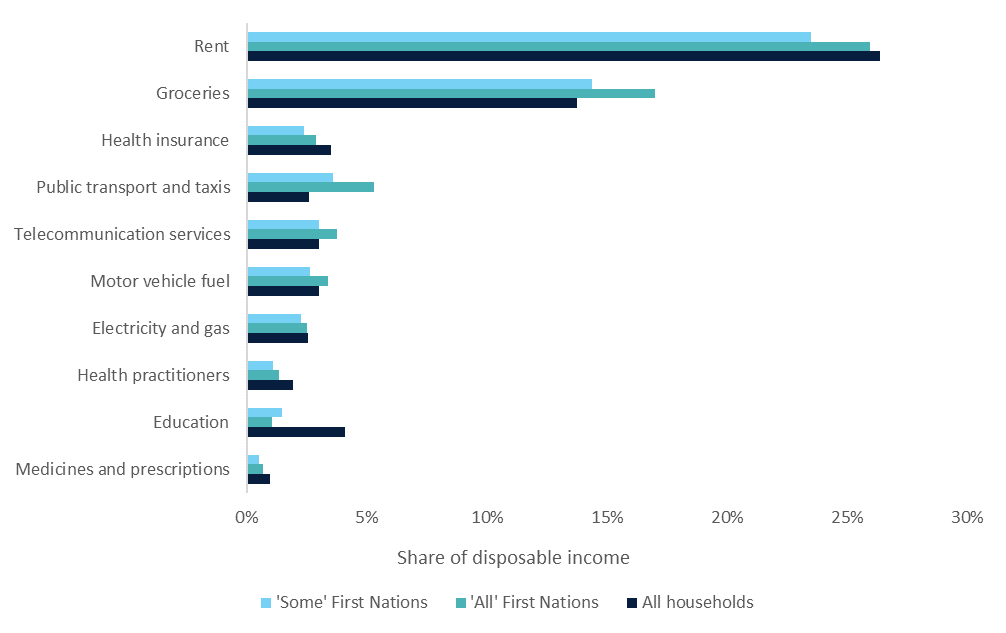 Rent
Groceries
Health insurance
Public transport and taxis
Telecommunication services
Motor vehicle fuel
Electricity and gas
Health practitioners
Education
Medicines and prescriptions
0% 5% 10% 15% 20% 25% 30%
Share of disposable income
'Some' First Nations 'All' First Nations All households